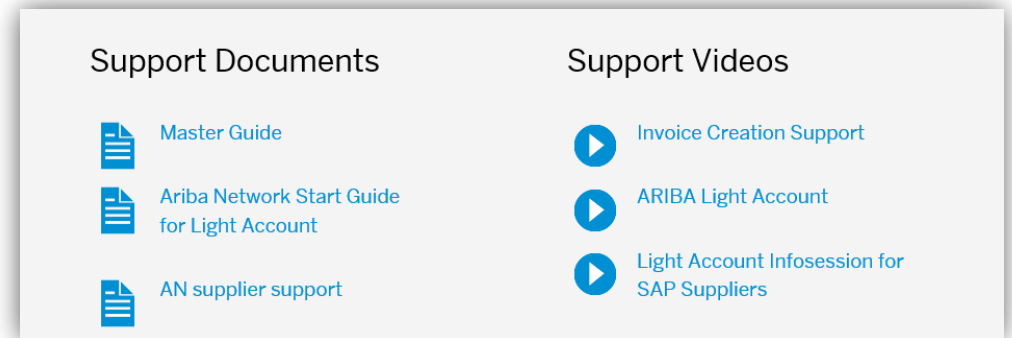 Support Documents
Master Guide
Ariba Network Start Guide
for Light Account
AN supplier support
Support Videos
Invoice Creation Support
ARIBA Light Account
Light Account Infosession for
SAP Suppliers